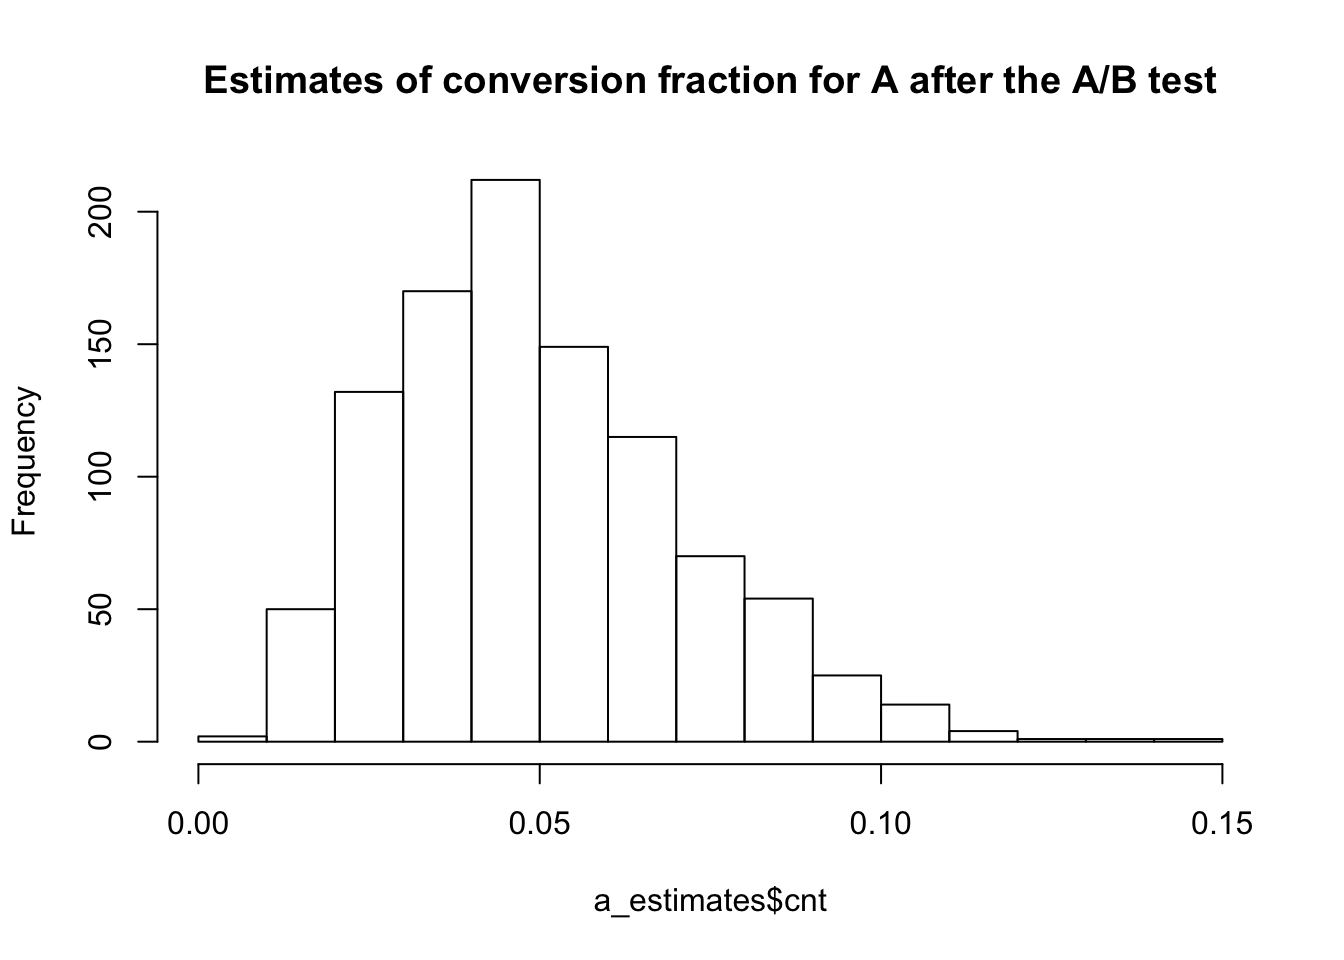 Estimates of conversion fraction for A after the A/B test
200
150
100
50
0
Frequency
0.00 0.05 0.10 0.15
a_estimates$cnt